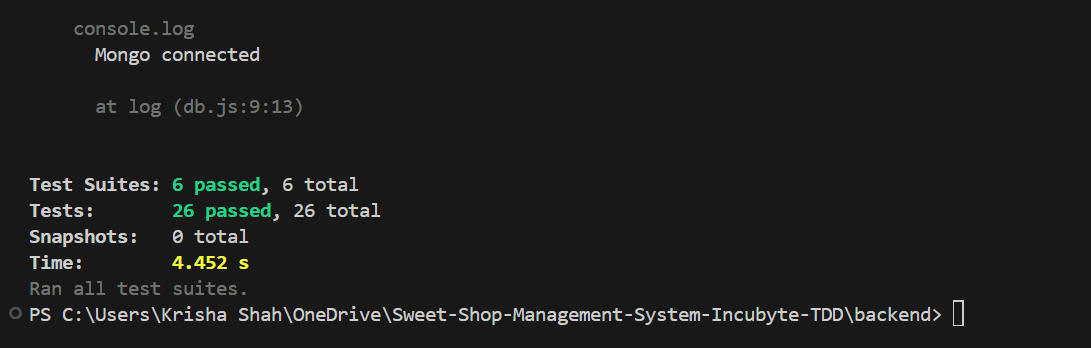 console.log
Mongo connected
at log (db.js:9:13)
Test Suites: 6 passed, 6 total
Tests: 26 passed, 26 total
Snapshots: 0 total
Time: 4.452 s
Ran all test suites.
PS C:\Users\Krisha Shah\OneDrive\Sweet-Shop-Management-System-Incubyte-TDD\backend>